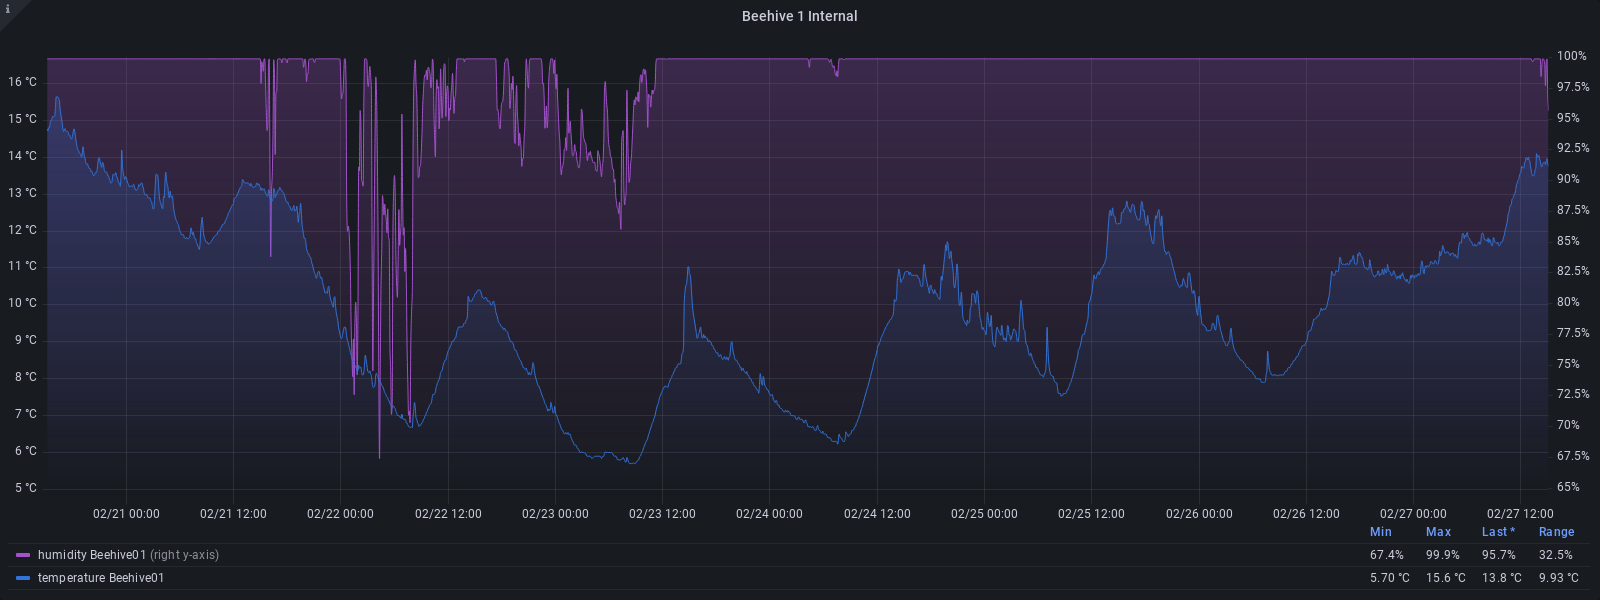 i
Beehive 1 Internal
16 °C
15 °C
14 °C
13 °C
12 °C
11 °C
10 °C
9 °C
8 °C
7 °C
6 °C
5 °C
100%
97.5%
95%
92.5%
90%
87.5%
85%
82.5%
80%
77.5%
75%
72.5%
70%
67.5%
65%
02/21 00:00 02/21 12:00 02/22 00:00 02/22 12:00 02/23 00:00 02/23 12:00 02/24 00:00 02/24 12:00 02/25 00:00 02/25 12:00 02/26 00:00 02/26 12:00 02/27 00:00 02/27 12:00
Min Max Last * Range
humidity Beehive01 (right y-axis) 67.4% 99.9% 95.7% 32.5%
temperature Beehive01 5.70 °C 15.6 °C 13.8 °C 9.93 °C